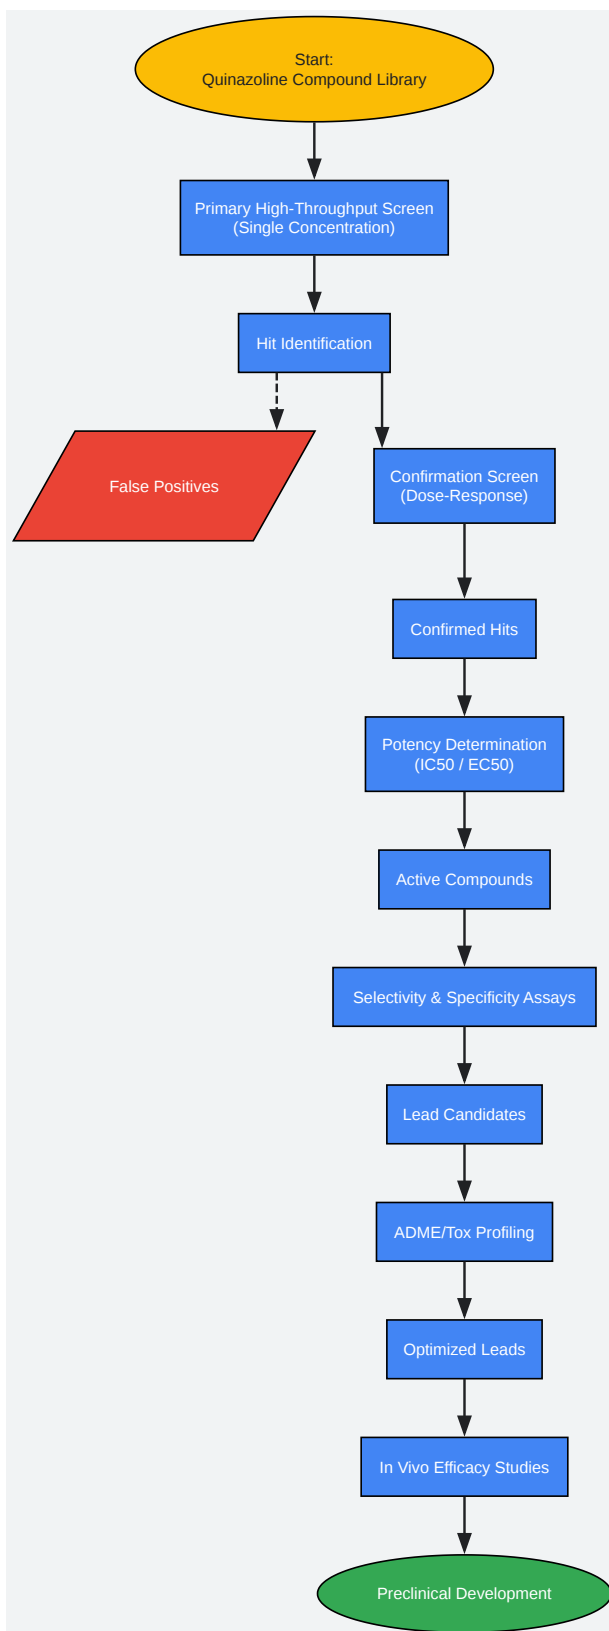 Start:
Quinazoline Compound Library
Primary High-Throughput Screen
(Single Concentration)
Hit Identification
False Positives
Confirmation Screen
(Dose-Response)
Confirmed Hits
Potency Determination
(IC50 / EC50)
Active Compounds
Selectivity & Specificity Assays
Lead Candidates
ADME/Tox Profiling
Optimized Leads
In Vivo Efficacy Studies
Preclinical Development